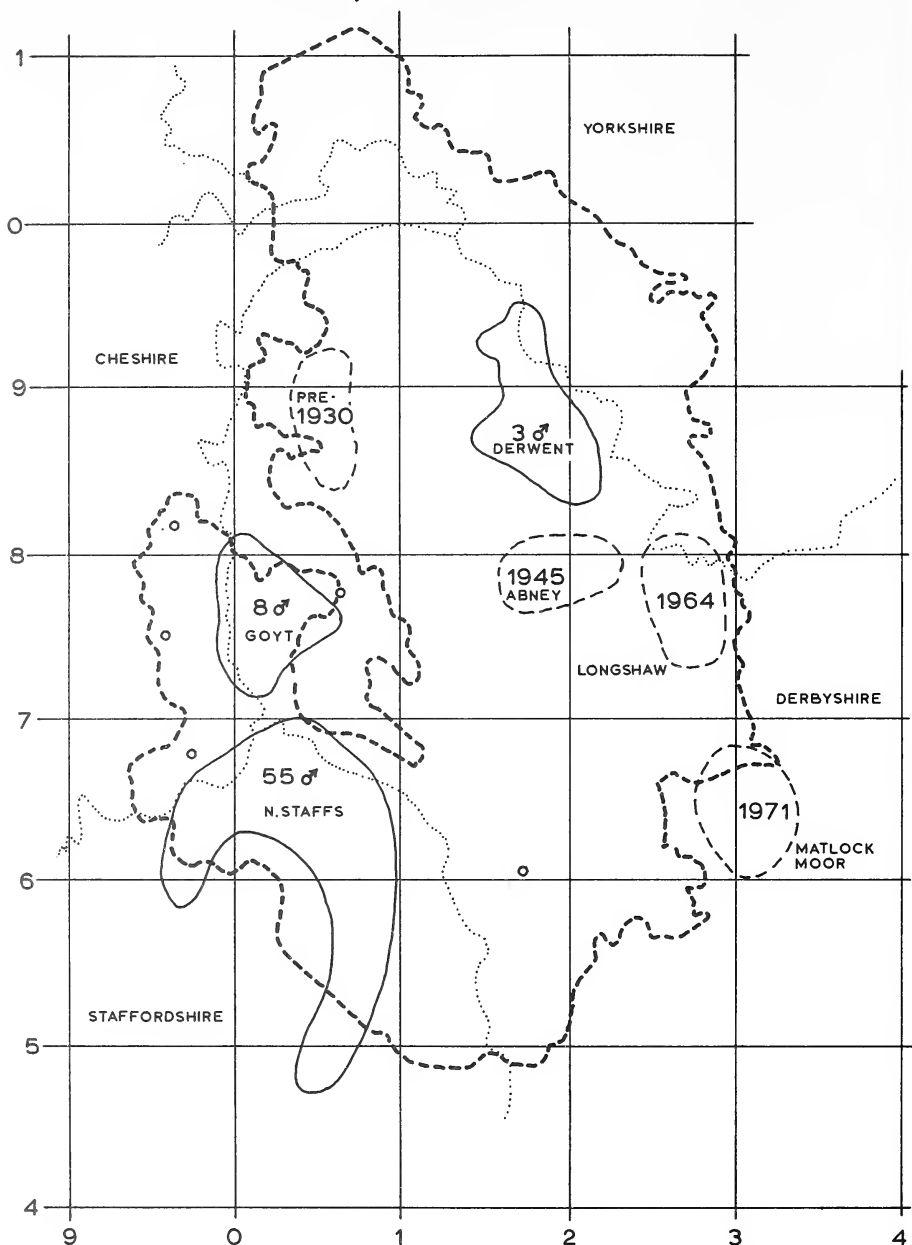 1
YORKSHIRE
0
CHESHIRE
9
PRE-
1930
3 ♂
DERWENT
8
1945
ABNEY
1964
8 ♂
GOYT
LONGSHAW
DERBYSHIRE
7
55 ♂
N.STAFFS
1971
MATLOCK
MOOR
6
STAFFORDSHIRE
5
4
9 0 1 2 3 4